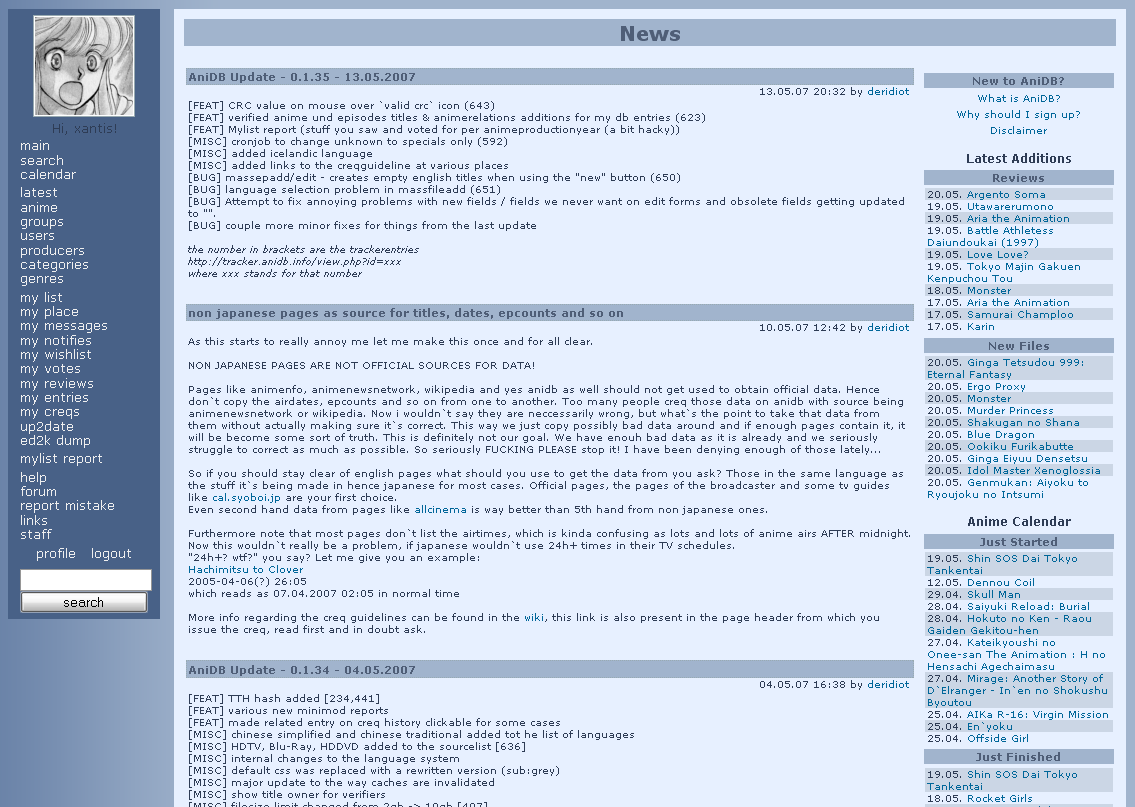 Hi, xantis!
main
search
calendar
latest
anime
groups
users
producers
categories
genres
my list
my place
my messages
my notifies
my wishlist
my votes
my reviews
my entries
my creqs
up2date
ed2k dump
mylist report
help
forum
report mistake
links
staff
profile logout
search
News
AniDB Update - 0.1.35 - 13.05.2007
13.05.07 20:32 by deridiot
[FEAT] CRC value on mouse over `valid crc` icon (643)
[FEAT] verified anime und episodes titles & animerelations additions for my db entries (623)
[FEAT] Mylist report (stuff you saw and voted for per animeproductionyear (a bit hacky))
[MISC] cronjob to change unknown to specials only (592)
[MISC] added icelandic language
[MISC] added links to the creqguideline at various places
[BUG] massepadd/edit - creates empty english titles when using the "new" button (650)
[BUG] language selection problem in massfileadd (651)
[BUG] Attempt to fix annoying problems with new fields / fields we never want on edit forms and obsolete fields getting updated
to "".
[BUG] couple more minor fixes for things from the last update
the number in brackets are the trackerentries
http://tracker.anidb.info/view.php?id=xxx
where xxx stands for that number
non japanese pages as source for titles, dates, epcounts and so on
10.05.07 12:42 by deridiot
As this starts to really annoy me let me make this once and for all clear.
NON JAPANESE PAGES ARE NOT OFFICIAL SOURCES FOR DATA!
Pages like animenfo, animenewsnetwork, wikipedia and yes anidb as well should not get used to obtain official data. Hence
don`t copy the airdates, epcounts and so on from one to another. Too many people creq those data on anidb with source being
animenewsnetwork or wikipedia. Now i wouldn`t say they are neccessarily wrong, but what`s the point to take that data from
them without actually making sure it`s correct. This way we just copy possibly bad data around and if enough pages contain it, it
will be become some sort of truth. This is definitely not our goal. We have enouh bad data as it is already and we seriously
struggle to correct as much as possible. So seriously FUCKING PLEASE stop it! I have been denying enough of those lately...
So if you should stay clear of english pages what should you use to get the data from you ask? Those in the same language as
the stuff it`s being made in hence japanese for most cases. Official pages, the pages of the broadcaster and some tv guides
like cal.syoboi.jp are your first choice.
Even second hand data from pages like allcinema is way better than 5th hand from non japanese ones.
Furthermore note that most pages don`t list the airtimes, which is kinda confusing as lots and lots of anime airs AFTER midnight.
Now this wouldn`t really be a problem, if japanese wouldn`t use 24h+ times in their TV schedules.
"24h+? wtf?" you say? Let me give you an example:
Hachimitsu to Clover
2005-04-06(?) 26:05
which reads as 07.04.2007 02:05 in normal time
More info regarding the creq guidelines can be found in the wiki, this link is also present in the page header from which you
issue the creq, read first and in doubt ask.
AniDB Update - 0.1.34 - 04.05.2007
04.05.07 16:38 by deridiot
[FEAT] TTH hash added [234,441]
[FEAT] various new minimod reports
[FEAT] made related entry on creq history clickable for some cases
[MISC] chinese simplified and chinese traditional added tot he list of languages
[MISC] HDTV, Blu-Ray, HDDVD added to the sourcelist [636]
[MISC] internal changes to the language system
[MISC] default css was replaced with a rewritten version (sub:grey)
[MISC] major update to the way caches are invalidated
[MISC] show title owner for verifiers
[MISC] filesize limit changed from 2gb -> 10gb [407]
New to AniDB?
What is AniDB?
Why should I sign up?
Disclaimer
Latest Additions
Reviews
20.05. Argento Soma
19.05. Utawarerumono
19.05. Aria the Animation
19.05. Battle Athletess
Daiundoukai (1997)
19.05. Love Love?
19.05. Tokyo Majin Gakuen
Kenpuchou Tou
18.05. Monster
17.05. Aria the Animation
17.05. Samurai Champloo
17.05. Karin
New Files
20.05. Ginga Tetsudou 999:
Eternal Fantasy
20.05. Ergo Proxy
20.05. Monster
20.05. Murder Princess
20.05. Shakugan no Shana
20.05. Blue Dragon
20.05. Ookiku Furikabutte
20.05. Ginga Eiyuu Densetsu
20.05. Idol Master Xenoglossia
20.05. Genmukan: Aiyoku to
Ryoujoku no Intsumi
Anime Calendar
Just Started
19.05. Shin SOS Dai Tokyo
Tankentai
12.05. Dennou Coil
29.04. Skull Man
28.04. Saiyuki Reload: Burial
28.04. Hokuto no Ken - Raou
Gaiden Gekitou-hen
27.04. Kateikyoushi no
Onee-san The Animation : H no
Hensachi Agechaimasu
27.04. Mirage: Another Story of
D`Elranger - In`en no Shokushu
Byoutou
25.04. AIKa R-16: Virgin Mission
25.04. En`yoku
25.04. Offside Girl
Just Finished
19.05. Shin SOS Dai Tokyo
Tankentai
18.05. Rocket Girls